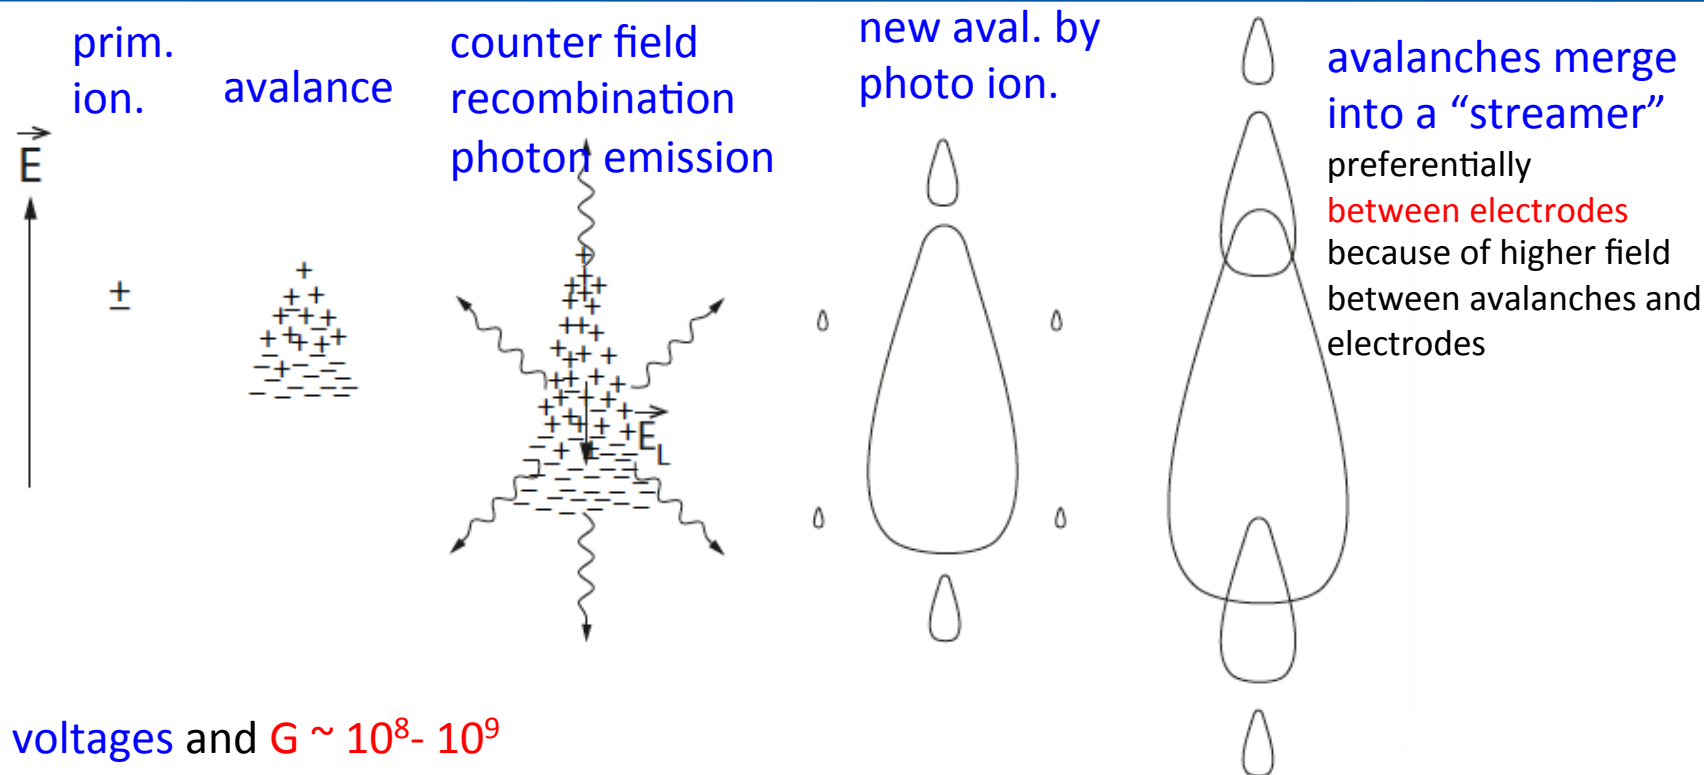 prim.
ion.
avalance
counter field
recombination
photon emission
new aval. by
photo ion.
avalanches merge
into a “streamer”
preferentially
between electrodes
because of higher field
between avalanches and
electrodes
E
E_L
voltages and G ~ 10⁸- 10⁹